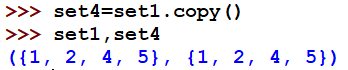 >>> set4=set1.copy()
>>> set1,set4
({1, 2, 4, 5}, {1, 2, 4, 5})